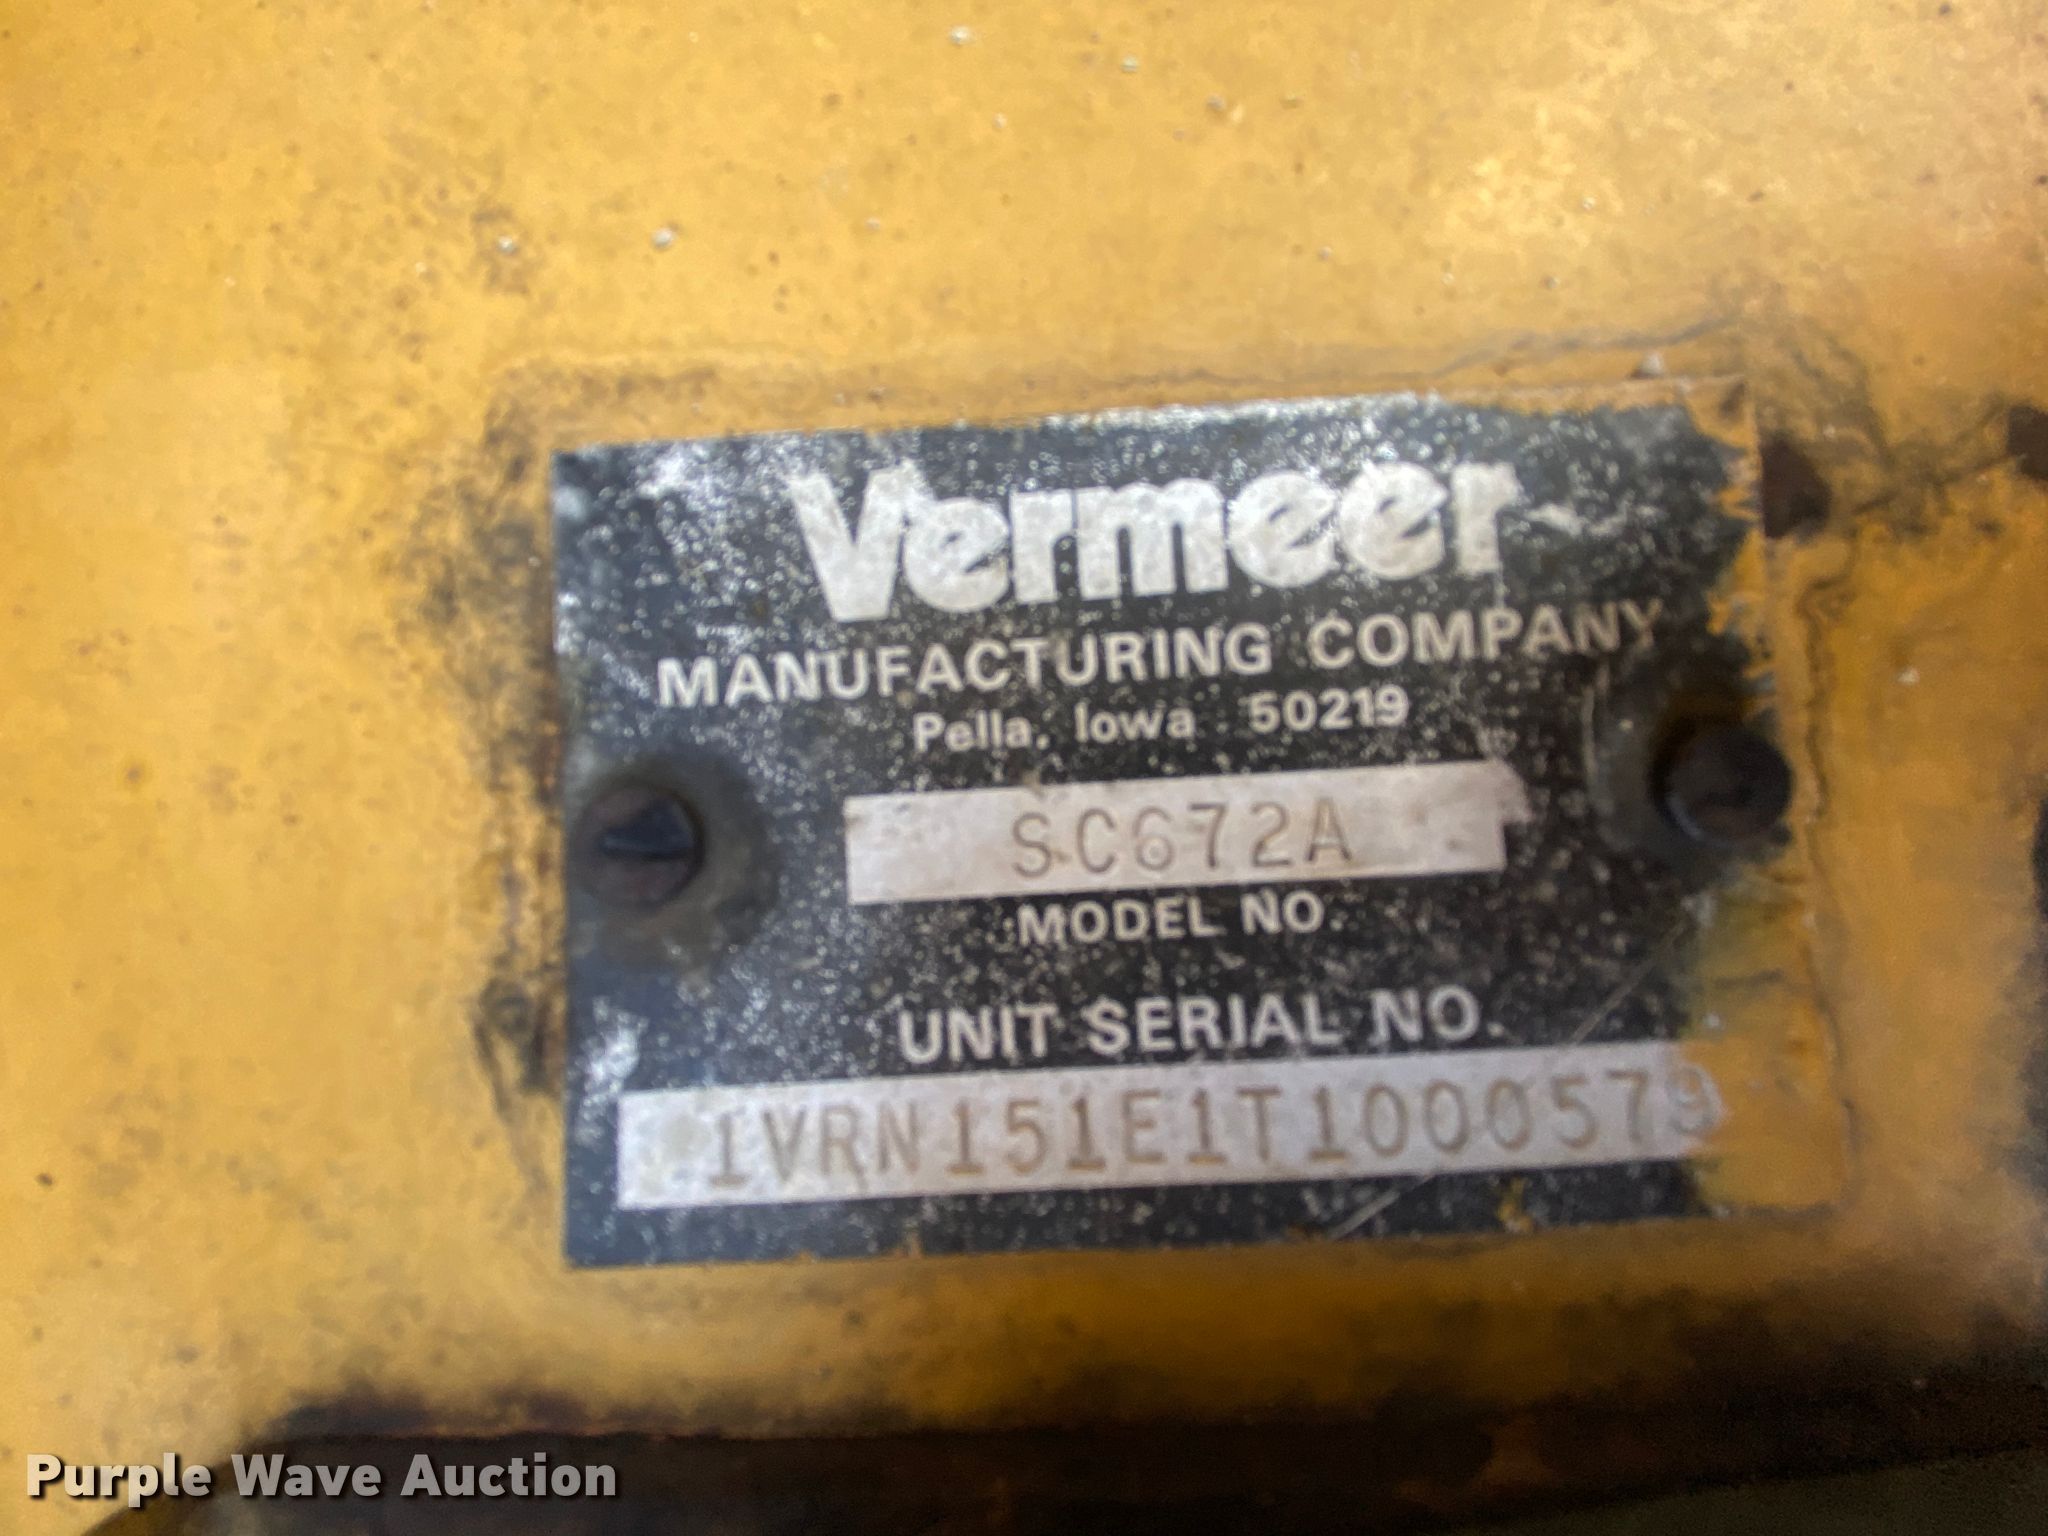 Vermeer
MANUFACTURING COMPANY
Pella, Iowa 50219
SC672A
MODEL NO.
UNIT SERIAL NO.
1VRN151E1T1000579
Purple Wave Auction